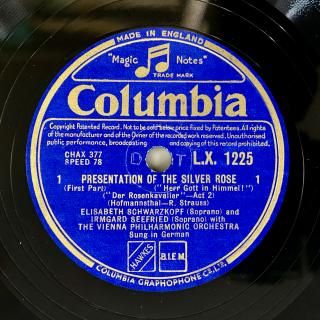 MADE IN ENGLAND
"Magic Notes"
TRADE MARK
Columbia
Copyright Patented Record. Not to be sold below price fixed by Patentees. All rights
of the manufacturer and of the Owner of the recorded work reserved. Unauthorised
public performance, broadcasting and copying of this record prohibited.
CHAX 377
SPEED 78
L.X. 1225
1 PRESENTATION OF THE SILVER ROSE 1
(First Part) ("Herr Gott in Himmel!")
("Der Rosenkavalier"—Act 2)
(Hofmannsthal—R. Strauss)
ELISABETH SCHWARZKOPF (Soprano) and
IRMGARD SEEFRIED (Soprano) with
THE VIENNA PHILHARMONIC ORCHESTRA
Sung in German
HAWKES
B.I.E.M.
COLUMBIA GRAPHOPHONE CO., LTD.